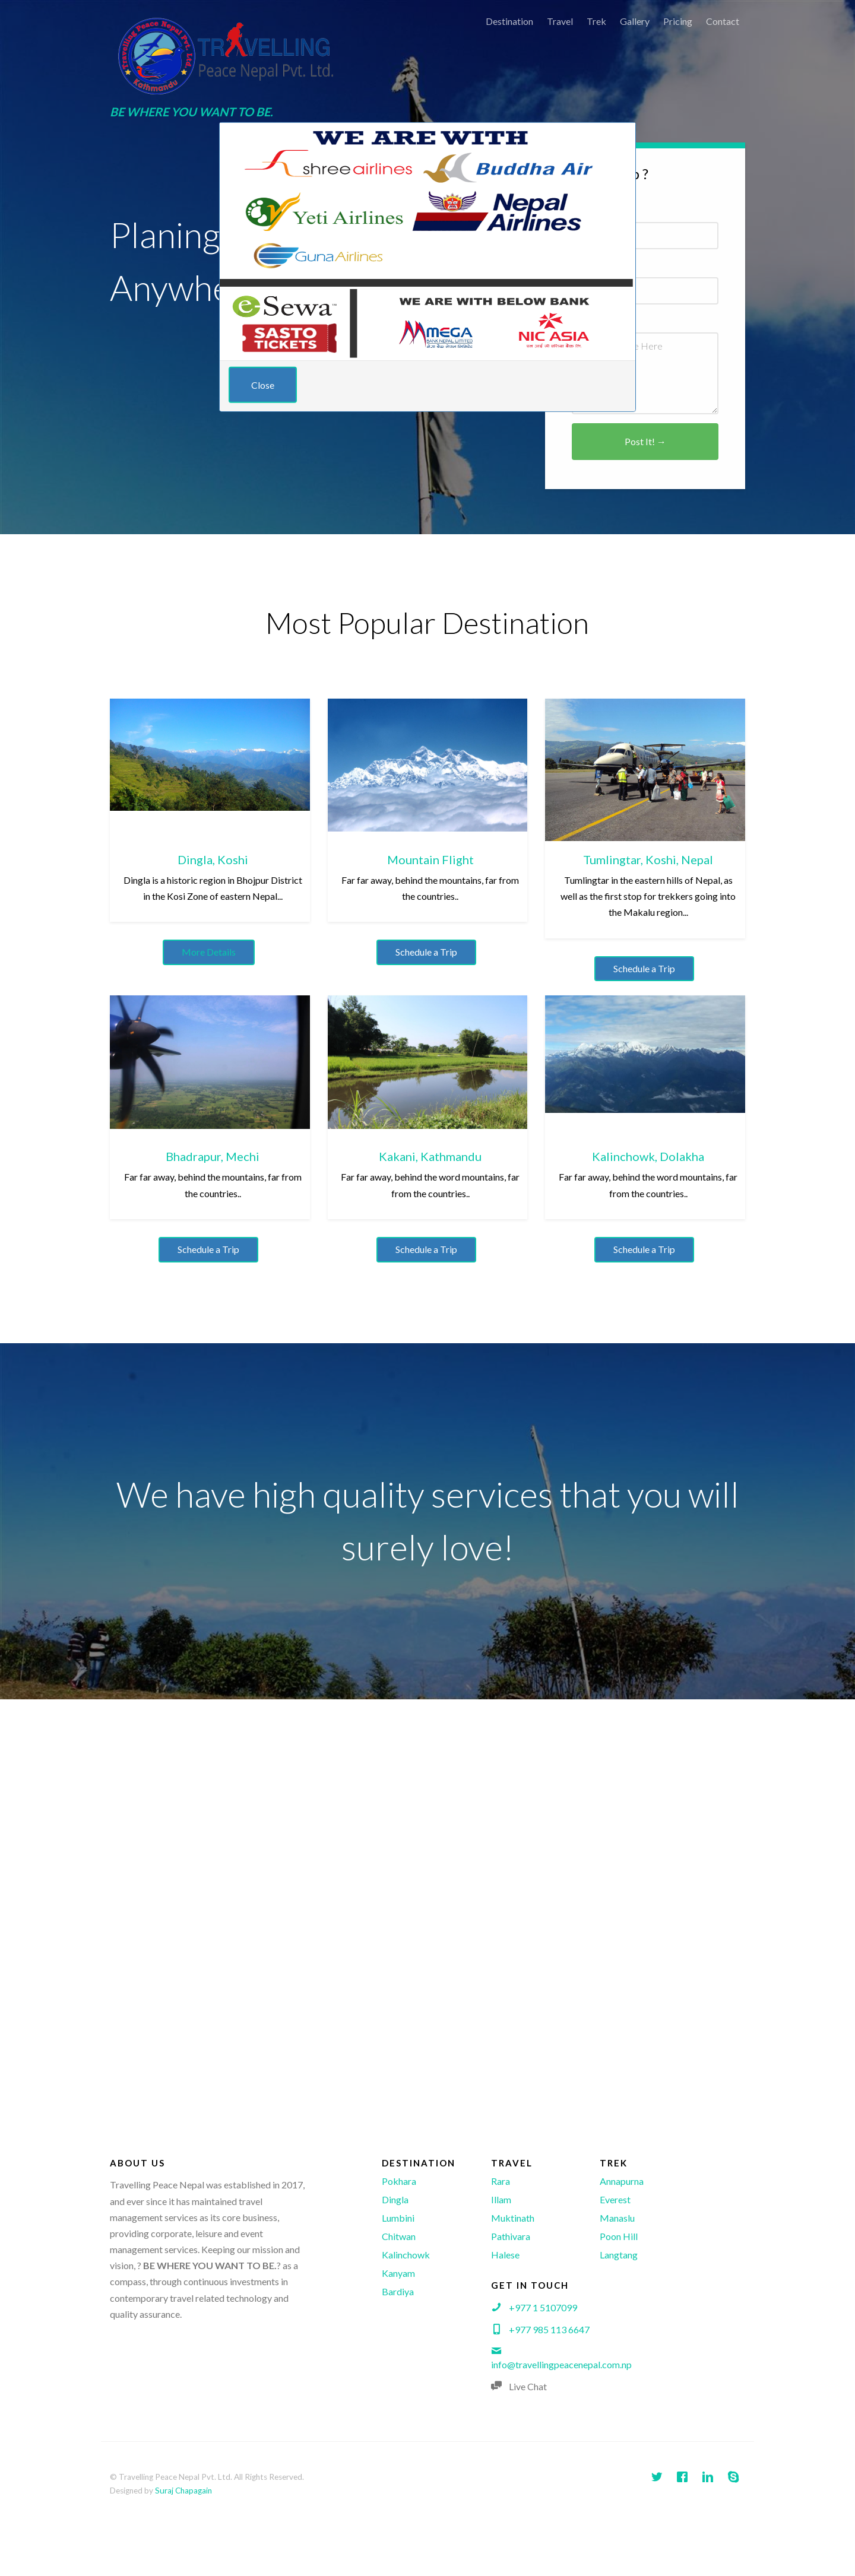 Destination Travel Trek Gallery Pricing Contact
Travelling Peace Nepal Pvt. Ltd.
Kathmandu
TRAVELLING
Peace Nepal Pvt. Ltd.
BE WHERE YOU WANT TO BE.
WE ARE WITH
shreeairlines
Buddha Air
Yeti Airlines
Nepal Airlines
GunaAirlines
eSewa
SASTO TICKETS
WE ARE WITH BELOW BANK
MEGA
NIC ASIA
Close
Planing
Here
Post It! →
Most Popular Destination
Dingla, Koshi
Dingla is a historic region in Bhojpur District
in the Kosi Zone of eastern Nepal...
More Details
Mountain Flight
Far far away, behind the mountains, far from
the countries..
Schedule a Trip
Tumlingtar, Koshi, Nepal
Tumlingtar in the eastern hills of Nepal, as
well as the first stop for trekkers going into
the Makalu region...
Schedule a Trip
Bhadrapur, Mechi
Far far away, behind the mountains, far from
the countries..
Schedule a Trip
Kakani, Kathmandu
Far far away, behind the word mountains, far
from the countries..
Schedule a Trip
Kalinchowk, Dolakha
Far far away, behind the word mountains, far
from the countries..
Schedule a Trip
We have high quality services that you will
surely love!
ABOUT US
Travelling Peace Nepal was established in 2017,
and ever since it has maintained travel
management services as its core business,
providing corporate, leisure and event
management services. Keeping our mission and
vision, ? BE WHERE YOU WANT TO BE.? as a
compass, through continuous investments in
contemporary travel related technology and
quality assurance.
DESTINATION
Pokhara
Dingla
Lumbini
Chitwan
Kalinchowk
Kanyam
Bardiya
TRAVEL
Rara
Illam
Muktinath
Pathivara
Halese
TREK
Annapurna
Everest
Manaslu
Poon Hill
Langtang
GET IN TOUCH
+977 1 5107099
+977 985 113 6647
info@travellingpeacenepal.com.np
Live Chat
© Travelling Peace Nepal Pvt. Ltd. All Rights Reserved.
Designed by Suraj Chapagain